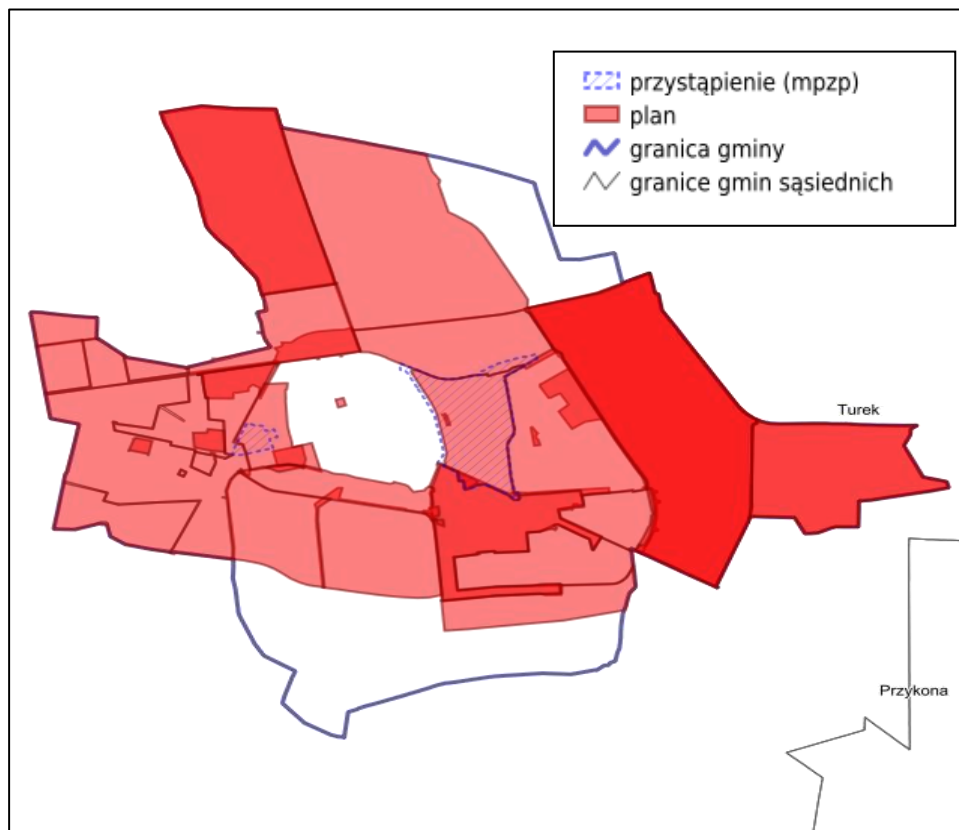 przystąpienie (mpzp)
plan
granica gminy
granice gmin sąsiednich
Turek
Przykona